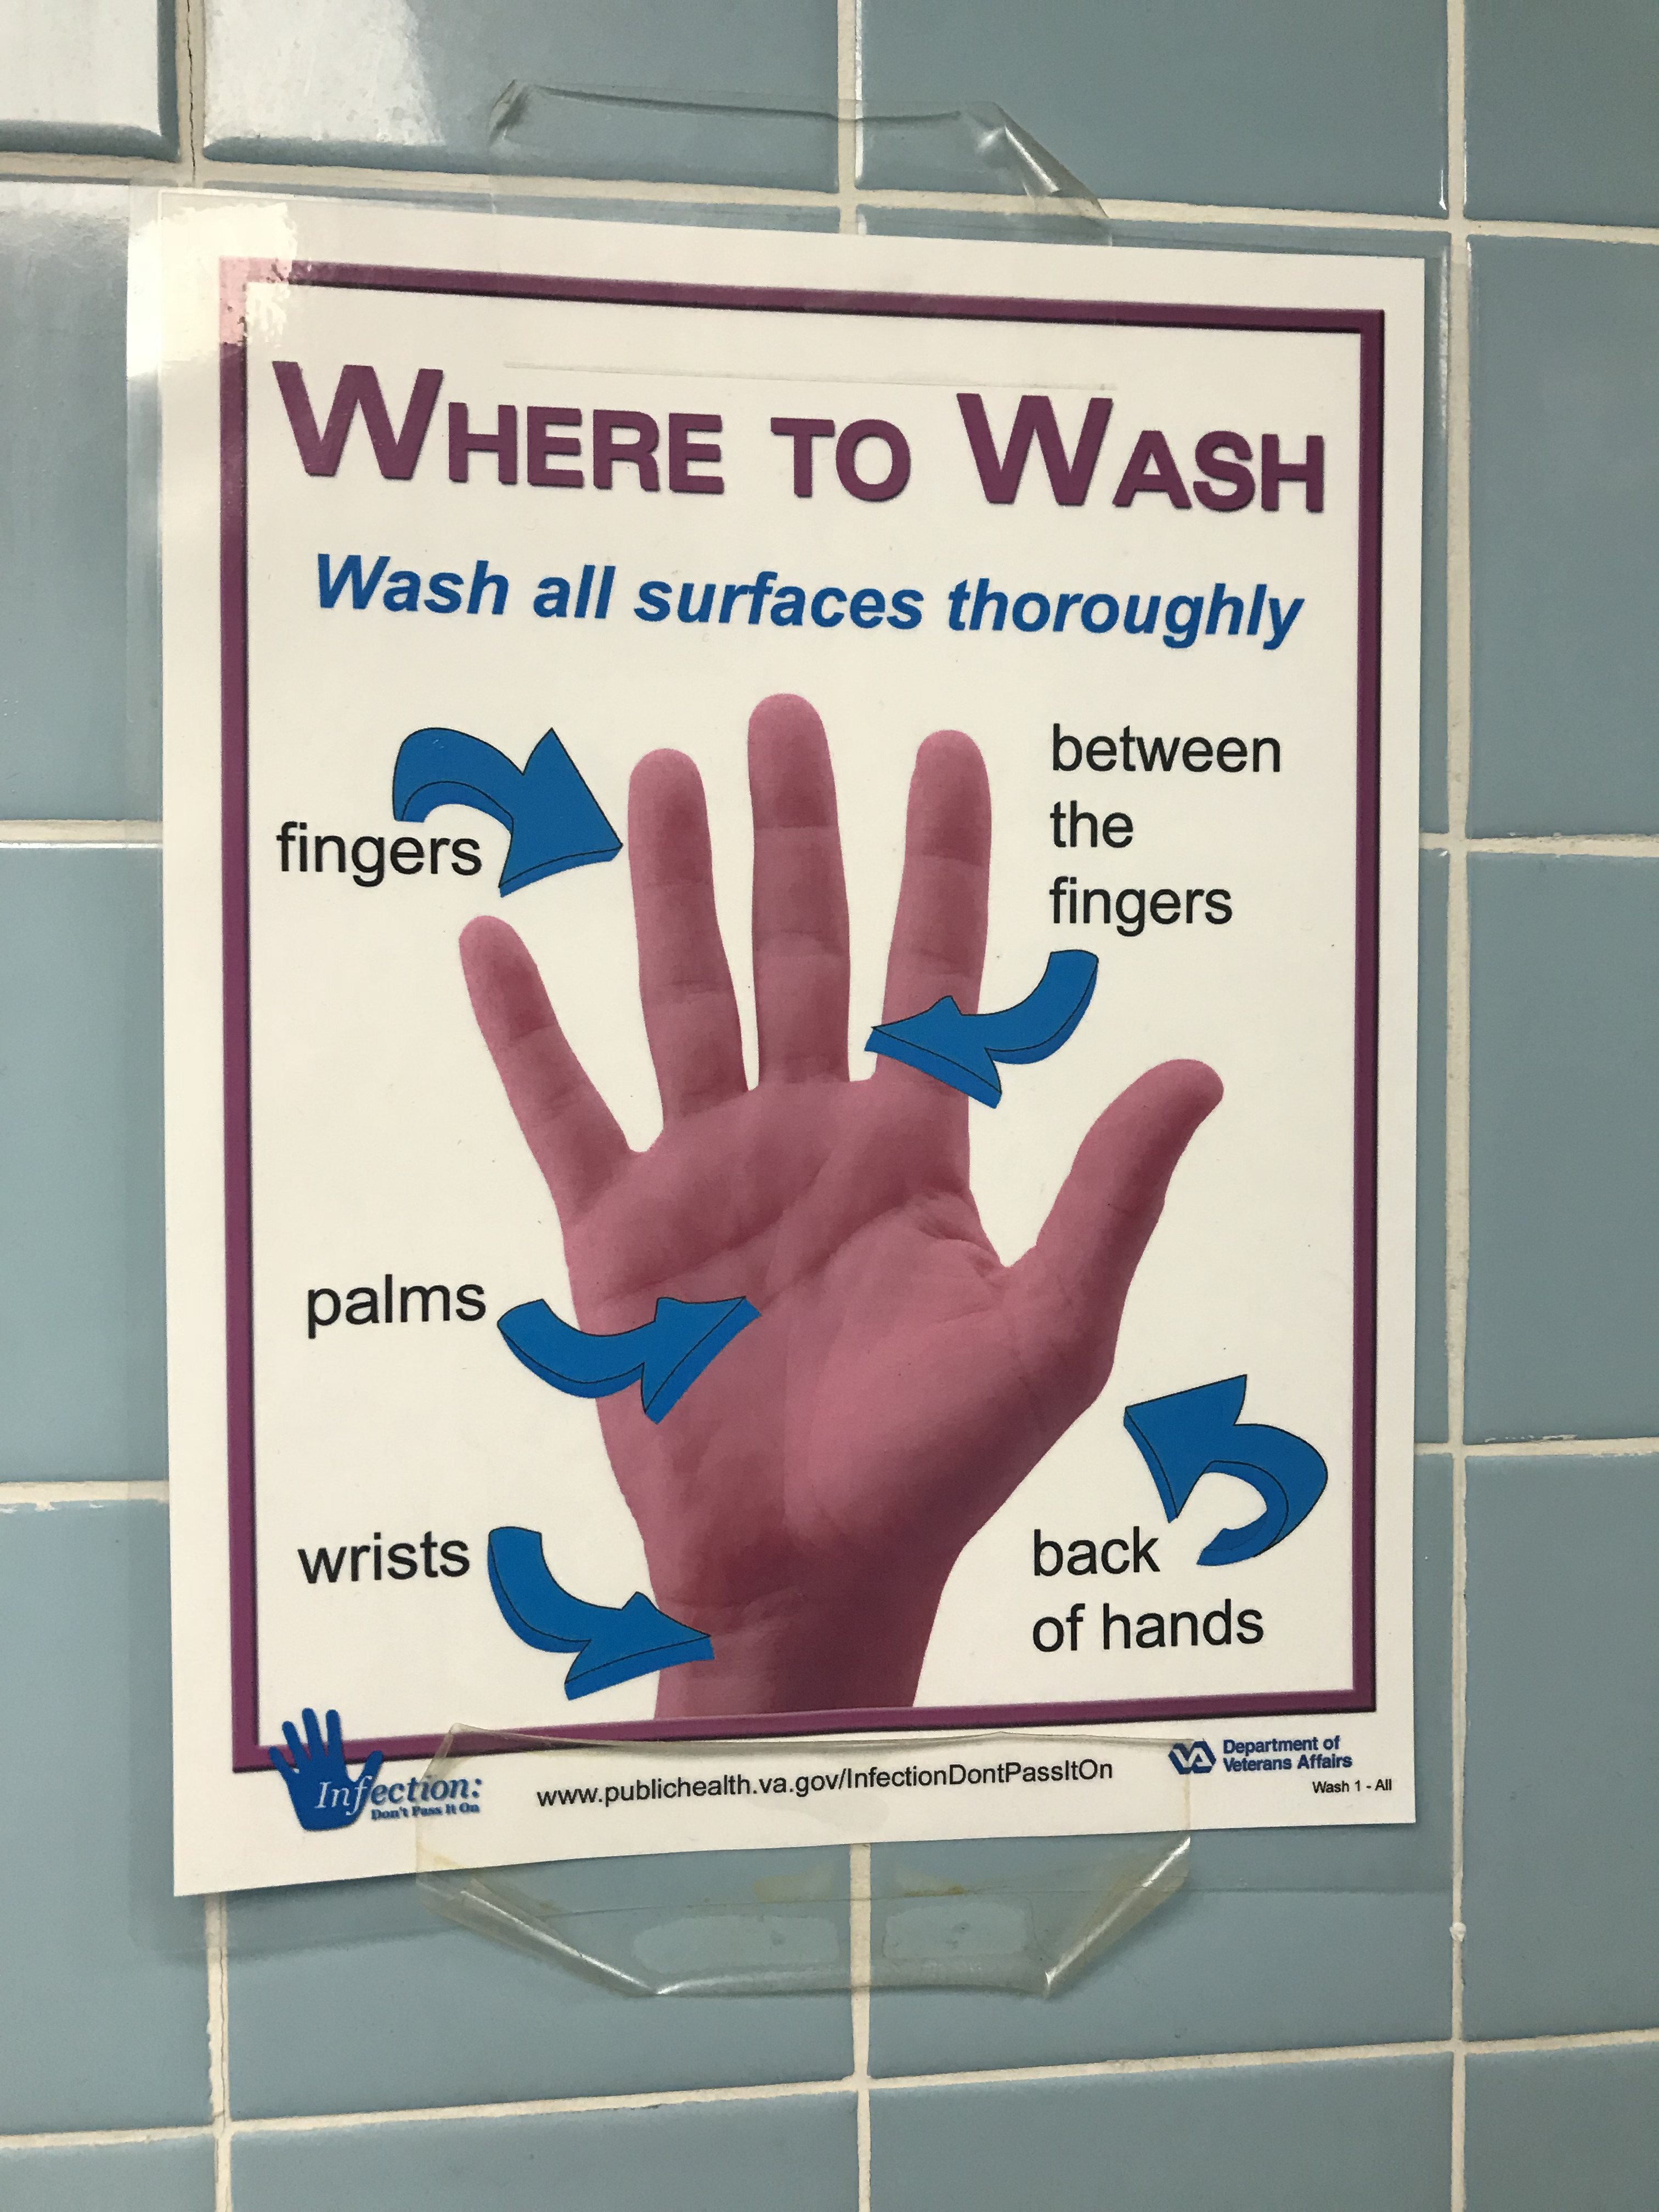 WHERE TO WASH
Wash all surfaces thoroughly
fingers
between
the
fingers
palms
wrists
back
of hands
Infection:
Don't Pass It On
www.publichealth.va.gov/InfectionDontPassItOn
VA
Department of
Veterans Affairs
Wash 1 - All